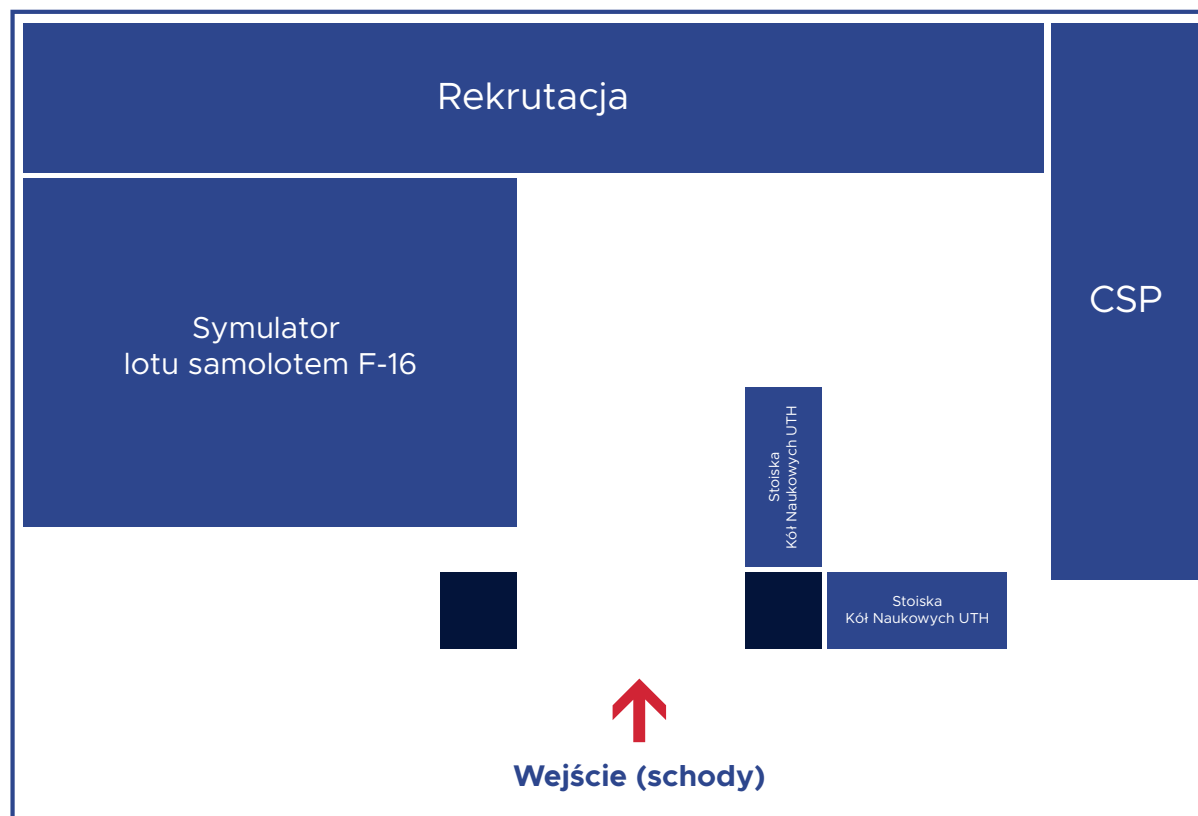 Rekrutacja
CSP
Symulator
lotu samolotem F-16
Stoiska
Kół Naukowych UTH
Stoiska
Kół Naukowych UTH
Wejście (schody)